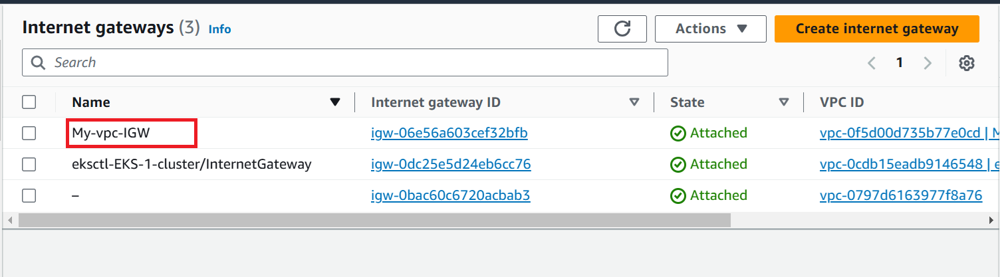 Internet gateways (3) Info
Actions
Create internet gateway
Search
1
Name Internet gateway ID State VPC ID
My-vpc-IGW igw-06e56a603cef32bfb Attached vpc-0f5d00d735b77e0cd | M
eksctl-EKS-1-cluster/InternetGateway igw-0dc25e5d24eb6cc76 Attached vpc-0cdb15eadb9146548 | e
– igw-0bac60c6720acbab3 Attached vpc-0797d6163977f8a76